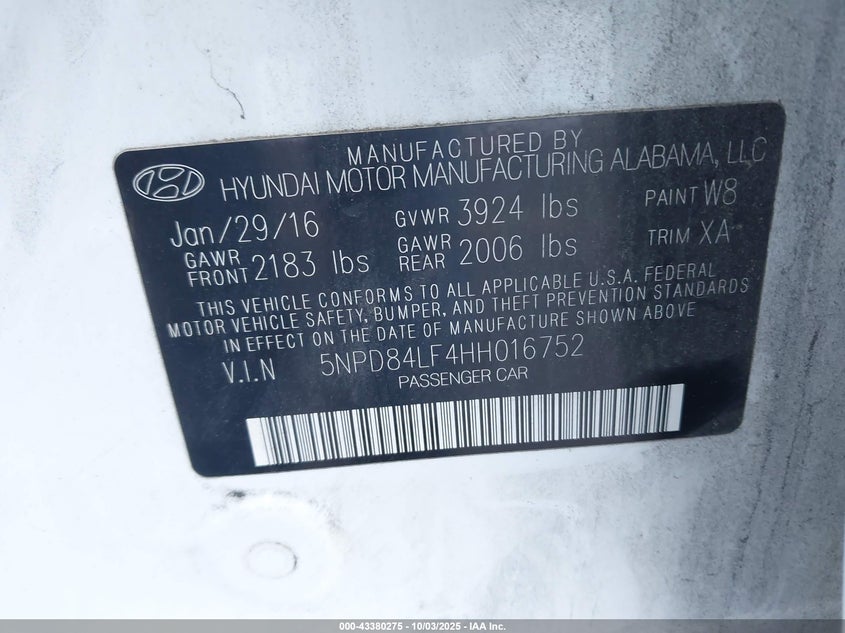 MANUFACTURED BY
HYUNDAI MOTOR MANUFACTURING ALABAMA, LLC
Jan/29/16 GVWR 3924 lbs PAINT W8
GAWR FRONT 2183 lbs GAWR REAR 2006 lbs TRIM XA
THIS VEHICLE CONFORMS TO ALL APPLICABLE U.S.A. FEDERAL
MOTOR VEHICLE SAFETY, BUMPER, AND THEFT PREVENTION STANDARDS
IN EFFECT ON THE DATE OF MANUFACTURE SHOWN ABOVE
V.I.N 5NPD84LF4HH016752
PASSENGER CAR
000-43380275 - 10/03/2025 - IAA Inc.